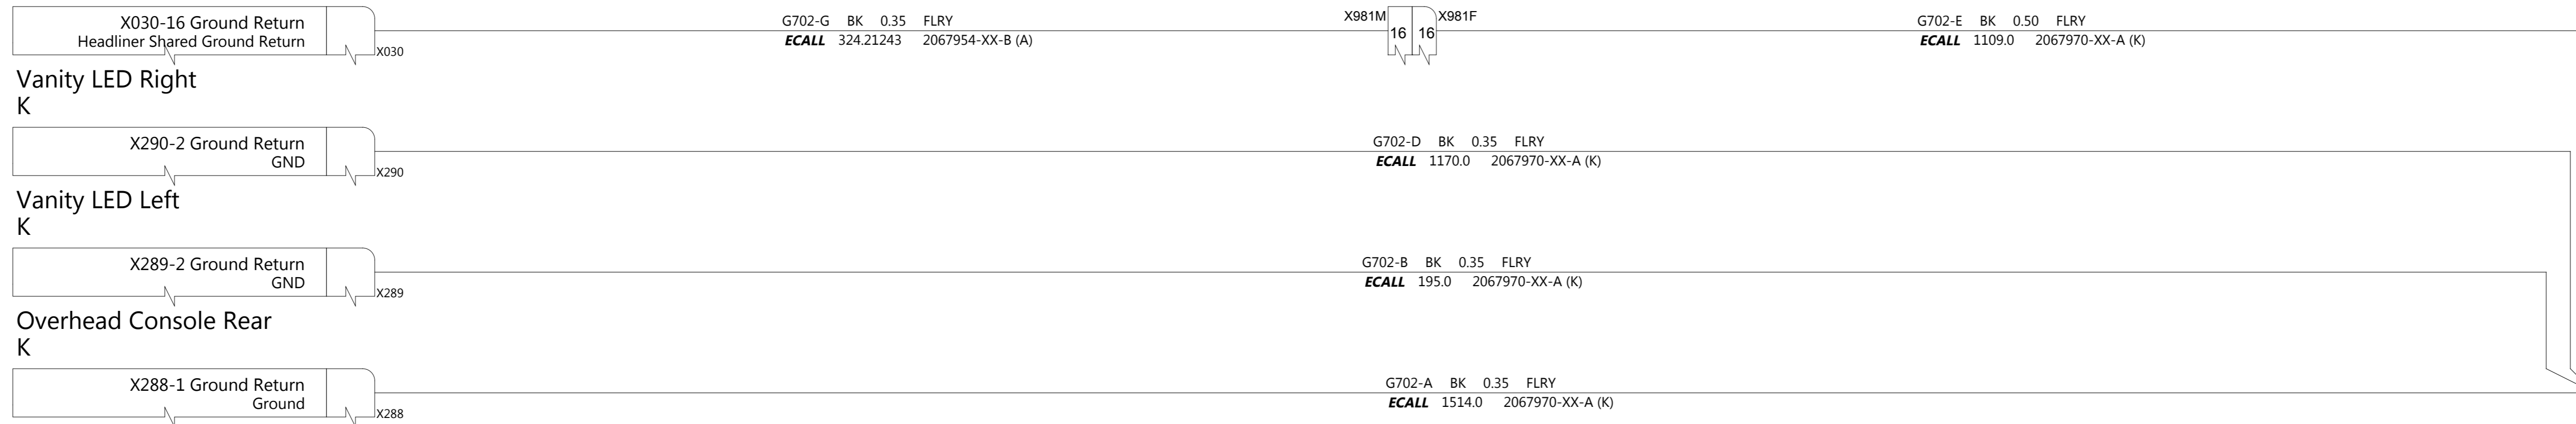 X030-16 Ground Return
Headliner Shared Ground Return
X030
G702-G BK 0.35 FLRY
ECALL 324.21243 2067954-XX-B (A)
X981M
X981F
16 16
G702-E BK 0.50 FLRY
ECALL 1109.0 2067970-XX-A (K)
Vanity LED Right
K
X290-2 Ground Return
GND
X290
G702-D BK 0.35 FLRY
ECALL 1170.0 2067970-XX-A (K)
Vanity LED Left
K
X289-2 Ground Return
GND
X289
G702-B BK 0.35 FLRY
ECALL 195.0 2067970-XX-A (K)
Overhead Console Rear
K
X288-1 Ground Return
Ground
X288
G702-A BK 0.35 FLRY
ECALL 1514.0 2067970-XX-A (K)